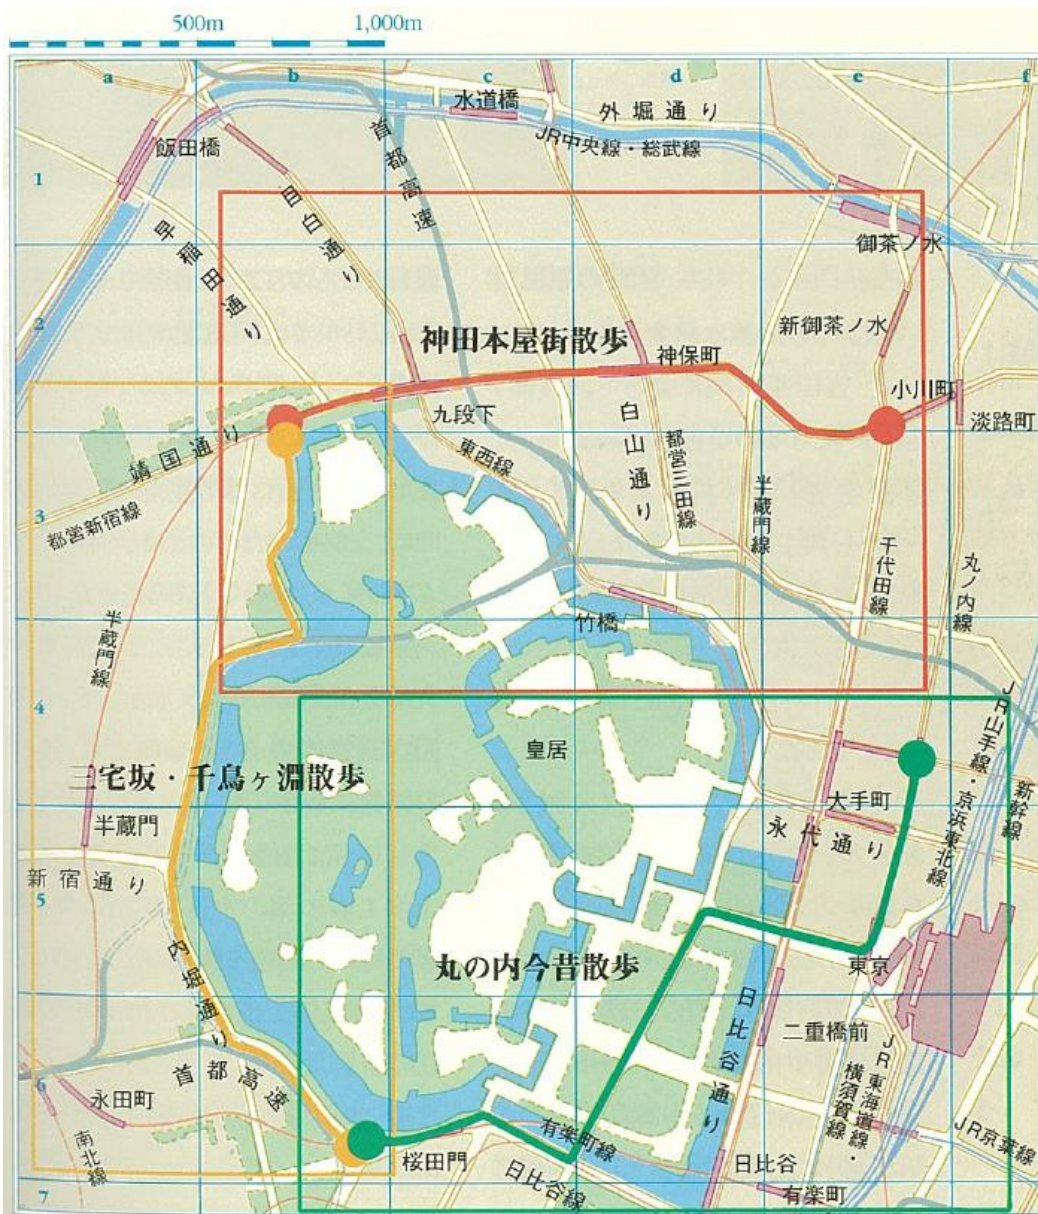 500m
1,000m
a
b
c
d
e
f
1
2
3
4
5
6
7
水道橋
外堀通り
JR中央線・総武線
飯田橋
首都高速
目白通り
早稲田通り
御茶ノ水
新御茶ノ水
神田本屋街散歩
神保町
小川町
淡路町
九段下
靖国通り
東西線
白山通り
都営三田線
半蔵門線
都営新宿線
千代田線
丸ノ内線
半蔵門線
竹橋
皇居
三宅坂・千鳥ヶ淵散歩
大手町
JR山手線・京浜東北線
新幹線
半蔵門
永代通り
新宿通り
丸の内今昔散歩
東京
内堀通り
日比谷通り
二重橋前
首都高速
永田町
JR東海道線・横須賀線
南北線
桜田門
有楽町線
日比谷線
日比谷
有楽町
JR京葉線